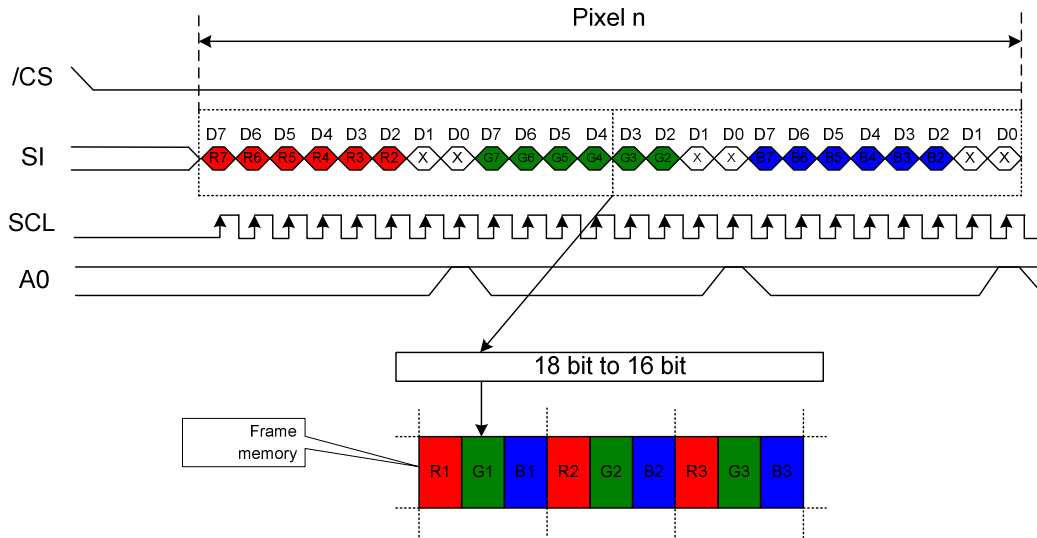 Pixel n
/CS
D7 D6 D5 D4 D3 D2 D1 D0 D7 D6 D5 D4 D3 D2 D1 D0 D7 D6 D5 D4 D3 D2 D1 D0
SI R7 R6 R5 R4 R3 R2 X X G7 G6 G5 G4 G3 G2 X X B7 B6 B5 B4 B3 B2 X X
SCL
A0
18 bit to 16 bit
Frame
memory
R1 G1 B1 R2 G2 B2 R3 G3 B3